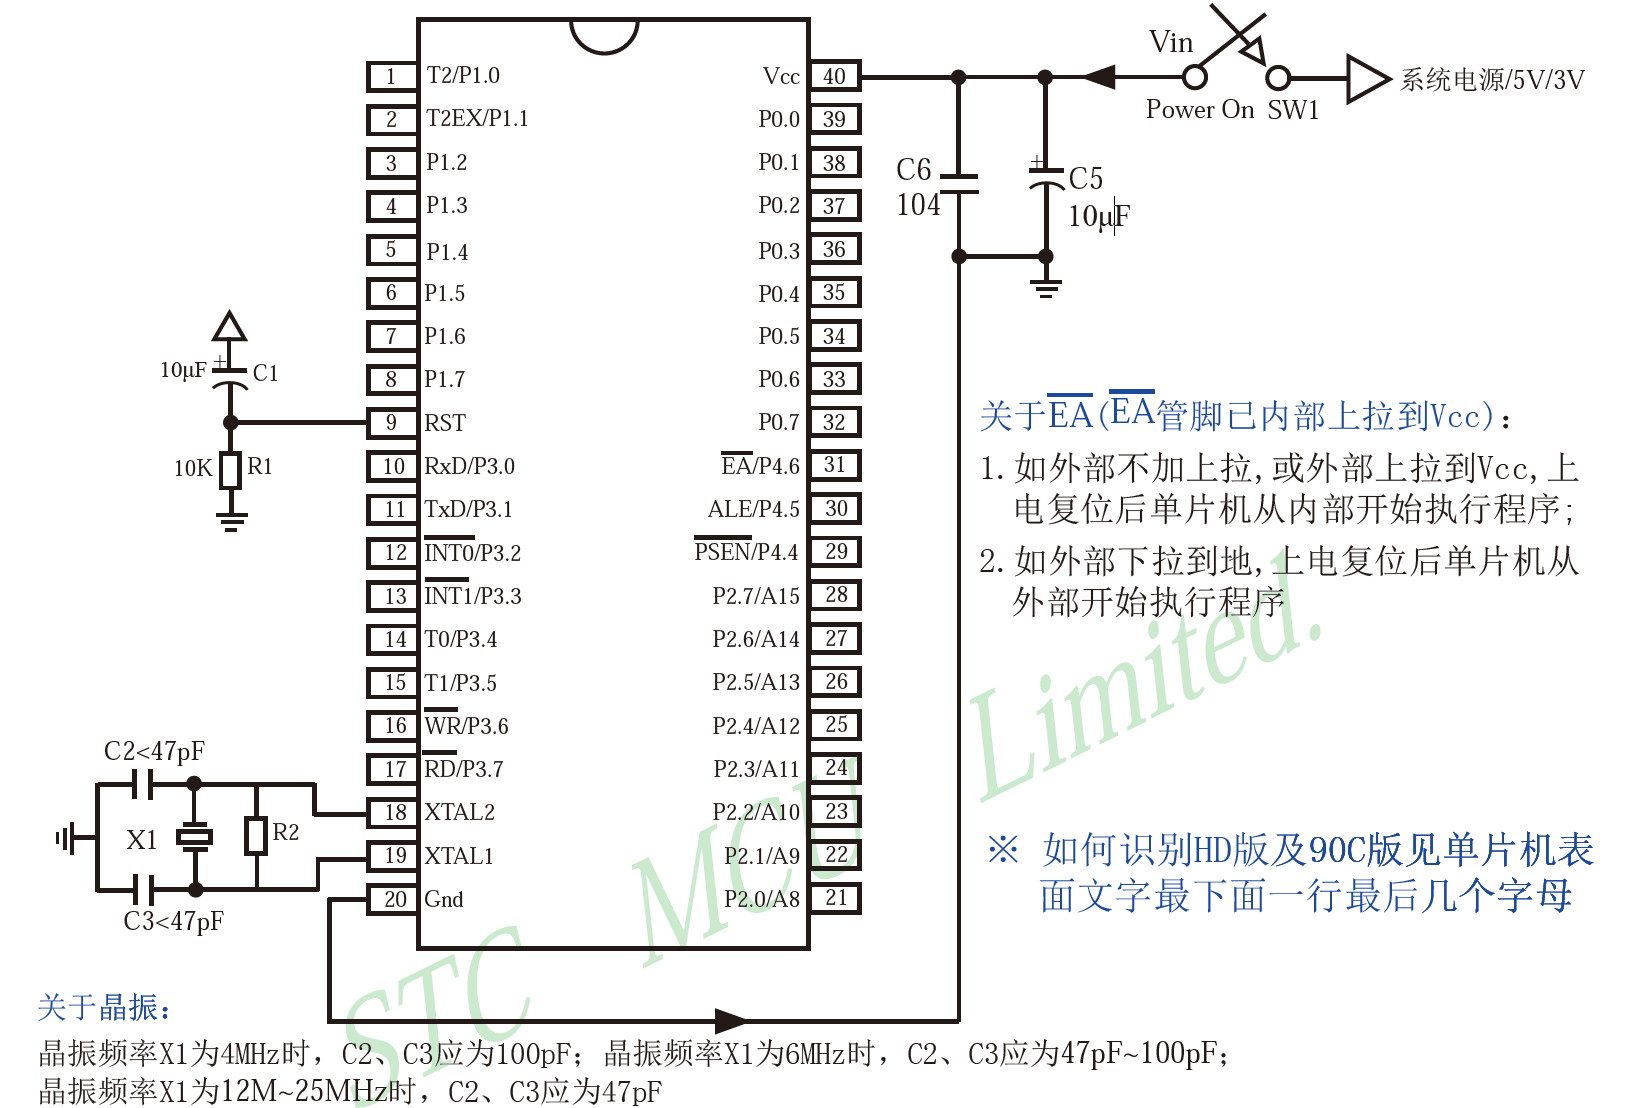 Vin
系统电源/5V/3V
Power On SW1
1 T2/P1.0
2 T2EX/P1.1
3 P1.2
4 P1.3
5 P1.4
6 P1.5
7 P1.6
8 P1.7
9 RST
10 RxD/P3.0
11 TxD/P3.1
12 INT0/P3.2
13 INT1/P3.3
14 T0/P3.4
15 T1/P3.5
16 WR/P3.6
17 RD/P3.7
18 XTAL2
19 XTAL1
20 Gnd
Vcc 40
P0.0 39
P0.1 38
P0.2 37
P0.3 36
P0.4 35
P0.5 34
P0.6 33
P0.7 32
EA/P4.6 31
ALE/P4.5 30
PSEN/P4.4 29
P2.7/A15 28
P2.6/A14 27
P2.5/A13 26
P2.4/A12 25
P2.3/A11 24
P2.2/A10 23
P2.1/A9 22
P2.0/A8 21
C6
104
+
C5
10μF
10μF
+
C1
10K
R1
C2<47pF
X1
R2
C3<47pF
关于EA(EA管脚已内部上拉到Vcc)：
1.如外部不加上拉,或外部上拉到Vcc,上
电复位后单片机从内部开始执行程序;
2.如外部下拉到地,上电复位后单片机从
外部开始执行程序
※ 如何识别HD版及90C版见单片机表
面文字最下面一行最后几个字母
关于晶振：
晶振频率X1为4MHz时，C2、C3应为100pF；晶振频率X1为6MHz时，C2、C3应为47pF~100pF；
晶振频率X1为12M~25MHz时，C2、C3应为47pF
STC MCU Limited.